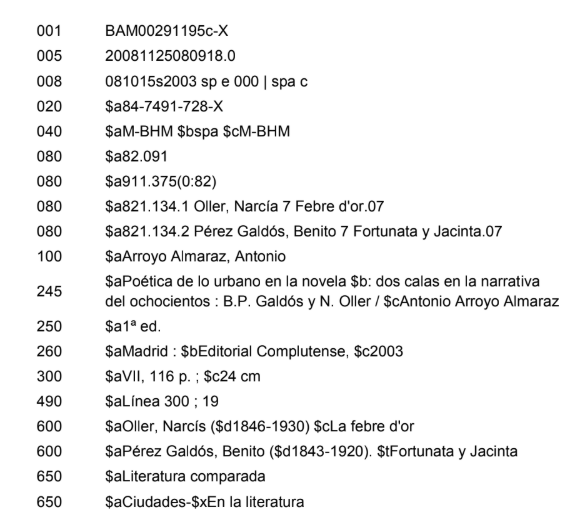 001 BAM00291195c-X
005 20081125080918.0
008 081015s2003 sp e 000 | spa c
020 $a84-7491-728-X
040 $aM-BHM $bspa $cM-BHM
080 $a82.091
080 $a911.375(0:82)
080 $a821.134.1 Oller, Narcía 7 Febre d'or.07
080 $a821.134.2 Pérez Galdós, Benito 7 Fortunata y Jacinta.07
100 $aArroyo Almaraz, Antonio
245 $aPoética de lo urbano en la novela $b: dos calas en la narrativa
del ochocientos : B.P. Galdós y N. Oller / $cAntonio Arroyo Almaraz
250 $a1ª ed.
260 $aMadrid : $bEditorial Complutense, $c2003
300 $aVII, 116 p. ; $c24 cm
490 $aLínea 300 ; 19
600 $aOller, Narcís ($d1846-1930) $cLa febre d'or
600 $aPérez Galdós, Benito ($d1843-1920). $tFortunata y Jacinta
650 $aLiteratura comparada
650 $aCiudades-$xEn la literatura